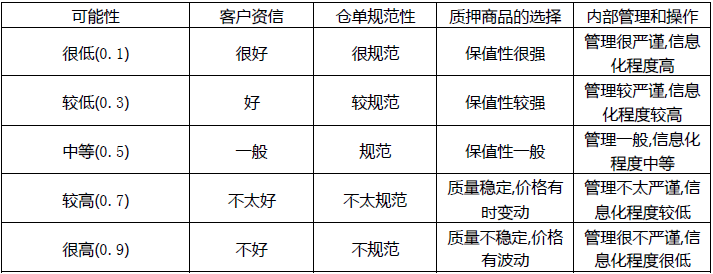 可能性 客户资信 仓单规范性 质押商品的选择 内部管理和操作
很低(0.1) 很好 很规范 保值性很强 管理很严谨,信息
化程度高
较低(0.3) 好 较规范 保值性较强 管理较严谨,信息
化程度较高
中等(0.5) 一般 规范 保值性一般 管理一般,信息化
程度中等
较高(0.7) 不太好 不太规范 质量稳定,价格有 管理不太严谨,信
时变动 息化程度较低
很高(0.9) 不好 不规范 质量不稳定,价格 管理很不严谨,信
有波动 息化程度很低